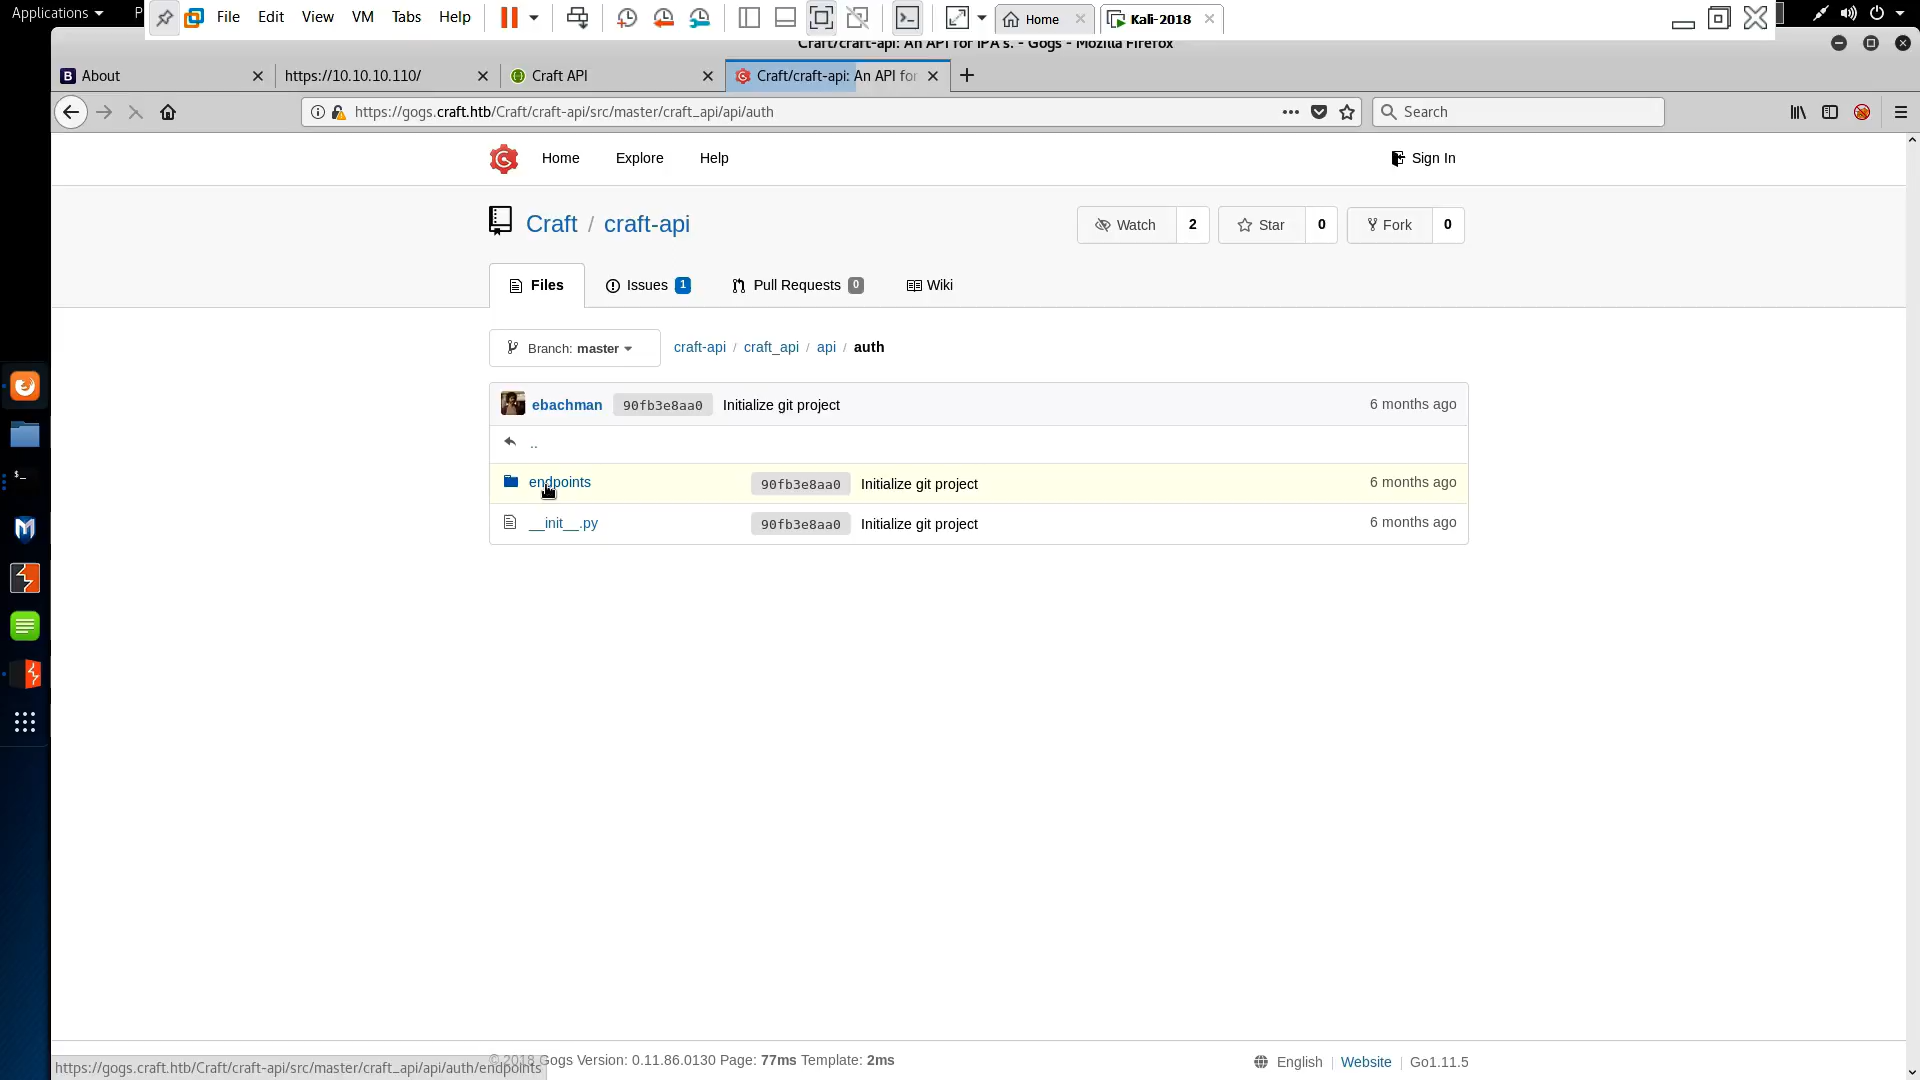 Applications
P
File Edit View VM Tabs Help
Home
Kali-2018
Craft/craft-api: An API for IPA's. - Gogs - Mozilla Firefox
B About
https://10.10.10.110/
Craft API
Craft/craft-api: An API for
https://gogs.craft.htb/Craft/craft-api/src/master/craft_api/api/auth
Search
Home Explore Help
Sign In
Craft / craft-api
Watch 2
Star 0
Fork 0
Files
Issues 1
Pull Requests 0
Wiki
Branch: master
craft-api / craft_api / api / auth
ebachman 90fb3e8aa0 Initialize git project 6 months ago
..
endpoints 90fb3e8aa0 Initialize git project 6 months ago
__init__.py 90fb3e8aa0 Initialize git project 6 months ago
© 2018 Gogs Version: 0.11.86.0130 Page: 77ms Template: 2ms
English | Website | Go1.11.5
https://gogs.craft.htb/Craft/craft-api/src/master/craft_api/api/auth/endpoints